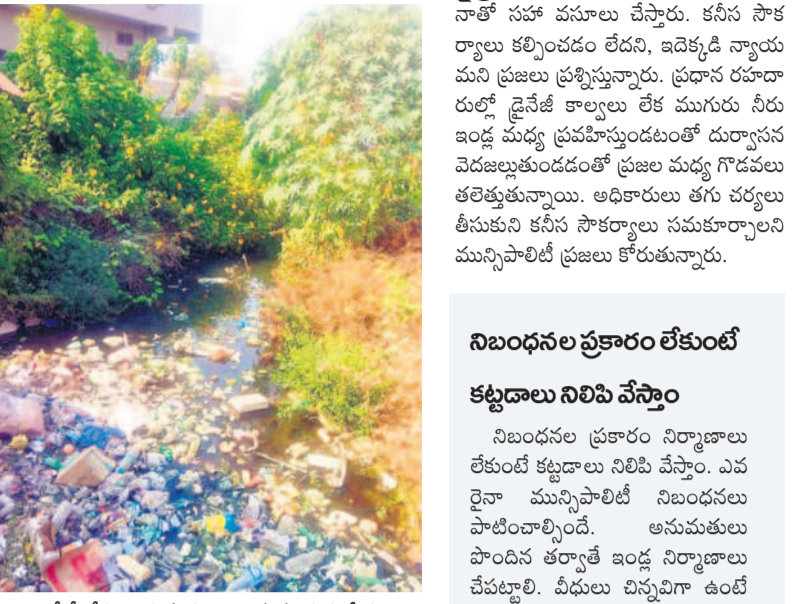 నాతో సహా వసూలు చేస్తారు. కనీస సౌక
ర్యాలు కల్పించడం లేదని, ఇదెక్కడి న్యాయ
మని ప్రజలు ప్రశ్నిస్తున్నారు. ప్రధాన రహదా
రుల్లో డ్రైనేజీ కాల్వలు లేక ముగురు నీరు
ఇండ్ల మధ్య ప్రవహిస్తుండటంతో దుర్వాసన
వెదజల్లుతుండడంతో ప్రజల మధ్య గొడవలు
తలెత్తుతున్నాయి. అధికారులు తగు చర్యలు
తీసుకుని కనీస సౌకర్యాలు సమకూర్చాలని
మున్సిపాలిటీ ప్రజలు కోరుతున్నారు.
నిబంధనల ప్రకారం లేకుంటే
కట్టడాలు నిలిపి వేస్తాం
నిబంధనల ప్రకారం నిర్మాణాలు
లేకుంటే కట్టడాలు నిలిపి వేస్తాం. ఎవ
రైనా మున్సిపాలిటీ నిబంధనలు
పాటించాల్సిందే. అనుమతులు
పొందిన తర్వాతే ఇండ్ల నిర్మాణాలు
చేపట్టాలి. వీధులు చిన్నవిగా ఉంటే